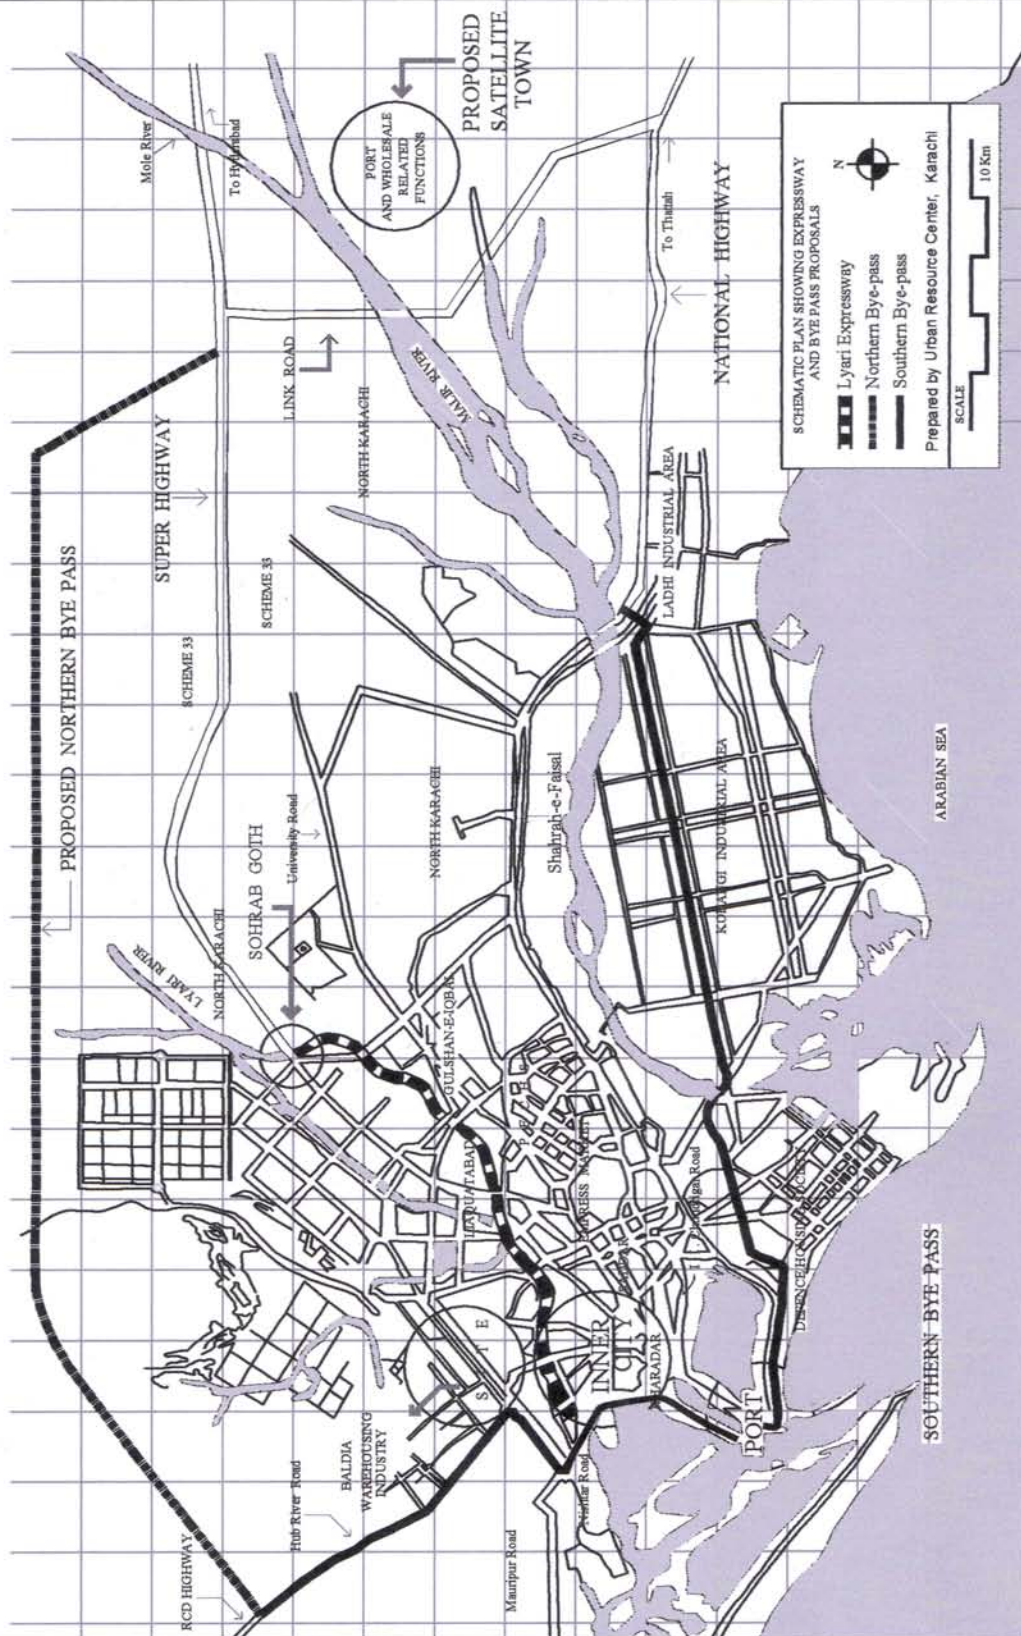 PROPOSED NORTHERN BYE PASS
SUPER HIGHWAY
SCHEME 33
SCHEME 33
Mole River
To Hyderabad
PORT
AND WHOLESALE
RELATED
FUNCTIONS
PROPOSED
SATELLITE
TOWN
LINK ROAD
NORTH KARACHI
MALIR RIVER
To Thattah
NATIONAL HIGHWAY
LYARI RIVER
NORTH KARACHI
SOHRAB GOTH
University Road
NORTH KARACHI
Shahrah-e-Faisal
LADHI INDUSTRIAL AREA
KORANGI INDUSTRIAL AREA
RCD HIGHWAY
Hub River Road
BALDIA
WAREHOUSING
INDUSTRY
S I T E
LIAQUATABAD
GULSHAN-E-IQBAL
P E C H S
EMPRESS MARKET
INNER
CITY
KHARADAR
Mauripur Road
Nishtar Road
PORT
I. I. Chundrigar Road
SOUTHERN BYE PASS
ARABIAN SEA
SCHEMATIC PLAN SHOWING EXPRESSWAY
AND BYE PASS PROPOSALS
N
Lyari Expressway
Northern Bye-pass
Southern Bye-pass
Prepared by Urban Resource Center, Karachi
SCALE
10 Km